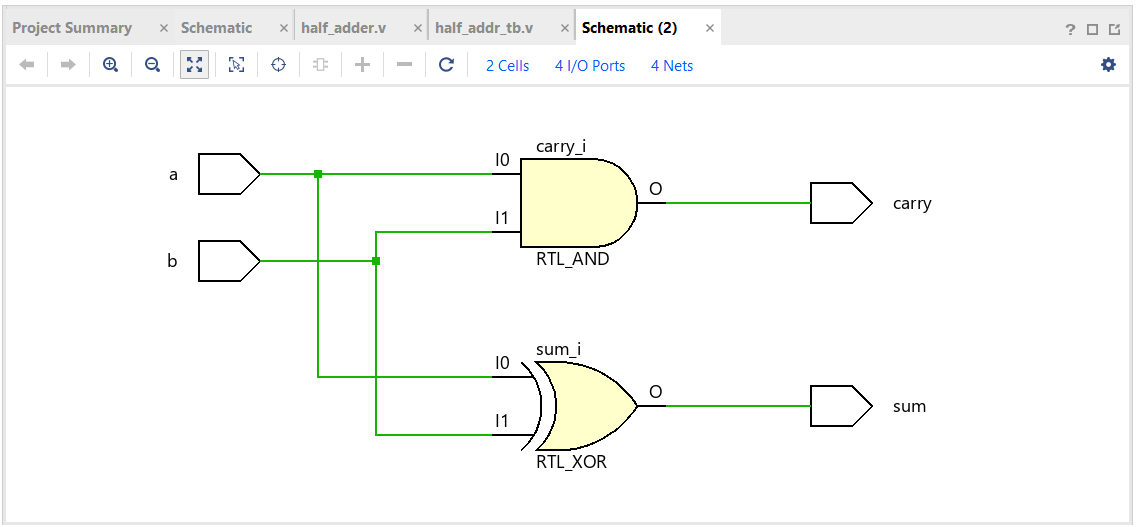 Project Summary × Schematic × half_adder.v × half_addr_tb.v × Schematic (2) × ?
2 Cells 4 I/O Ports 4 Nets
carry_i
a I0 O carry
I1
b RTL_AND
sum_i
I0 O sum
I1
RTL_XOR